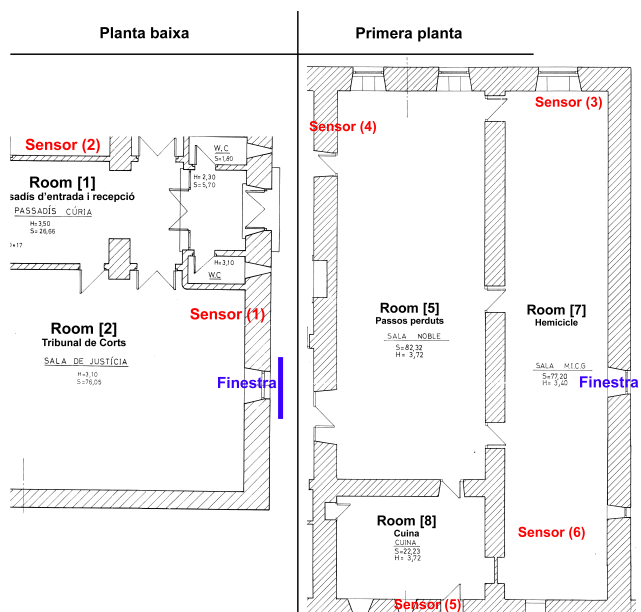 Planta baixa
Primera planta
Sensor (2)
W.C
S=1,80
H=2,30
S=5,70
Room [1]
sadís d'entrada i recepció
PASSADÍS CÚRIA
H=3,50
S=26,66
=17
H=3,10
W.C
Sensor (1)
Room [2]
Tribunal de Corts
SALA DE JUSTÍCIA
H=3,10
S=76,05
Finestra
Sensor (3)
Sensor (4)
Room [5]
Passos perduts
SALA NOBLE
S=82,32
H=3,72
Room [7]
Hemicicle
SALA M.I.C.G
S=77,20
H=3,40
Finestra
Room [8]
Cuina
CUINA
S=22,23
H=3,72
Sensor (6)
Sensor (5)